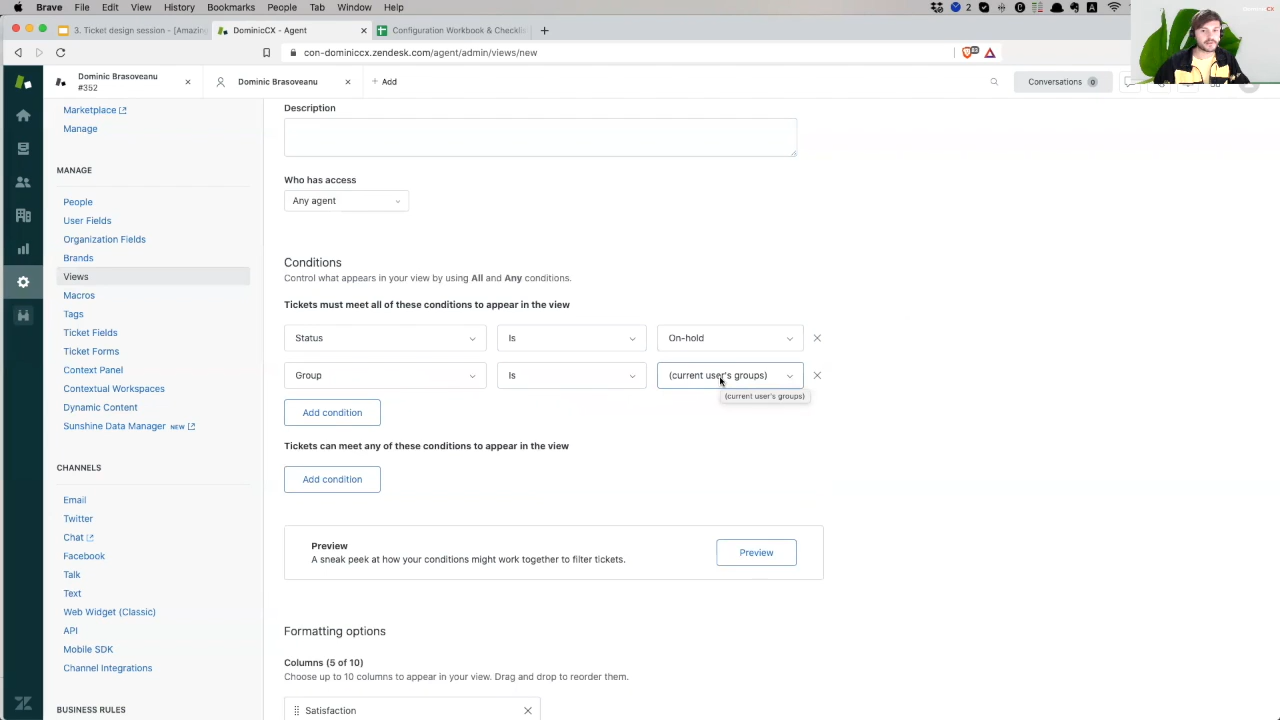 Brave File Edit View History Bookmarks People Tab Window Help
3. Ticket design session - [Amazing
DominicCX - Agent
Configuration Workbook & Checkli
con-dominiccx.zendesk.com/agent/admin/views/new
Dominic Brasoveanu
#352
Dominic Brasoveanu
+ Add
Conversations 0
Marketplace
Manage
MANAGE
People
User Fields
Organization Fields
Brands
Views
Macros
Tags
Ticket Fields
Ticket Forms
Context Panel
Contextual Workspaces
Dynamic Content
Sunshine Data Manager NEW
CHANNELS
Email
Twitter
Chat
Facebook
Talk
Text
Web Widget (Classic)
API
Mobile SDK
Channel Integrations
BUSINESS RULES
Description
Who has access
Any agent
Conditions
Control what appears in your view by using All and Any conditions.
Tickets must meet all of these conditions to appear in the view
Status Is On-hold
Group Is (current user's groups)
(current user's groups)
Add condition
Tickets can meet any of these conditions to appear in the view
Add condition
Preview
A sneak peek at how your conditions might work together to filter tickets.
Preview
Formatting options
Columns (5 of 10)
Choose up to 10 columns to appear in your view. Drag and drop to reorder them.
Satisfaction